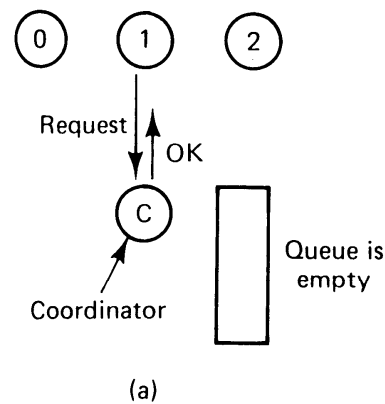 0 1 2
Request
OK
C
Queue is
empty
Coordinator
(a)